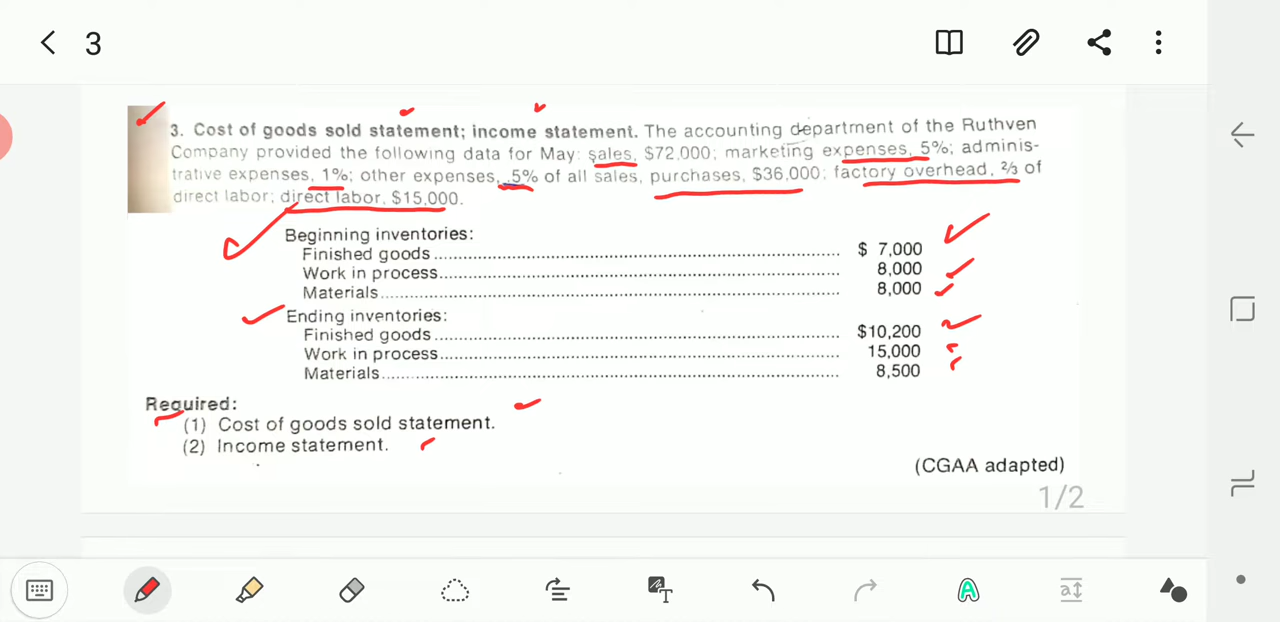 3
3. Cost of goods sold statement; income statement. The accounting department of the Ruthven
Company provided the following data for May: sales, $72,000; marketing expenses, 5%; adminis-
trative expenses, 1%; other expenses, .5% of all sales, purchases, $36,000; factory overhead, 2/3 of
direct labor; direct labor, $15,000.
Beginning inventories:
Finished goods ........ $ 7,000
Work in process ........ 8,000
Materials ........ 8,000
Ending inventories:
Finished goods ........ $10,200
Work in process ........ 15,000
Materials ........ 8,500
Required:
(1) Cost of goods sold statement.
(2) Income statement.
(CGAA adapted)
1/2
T
A
a